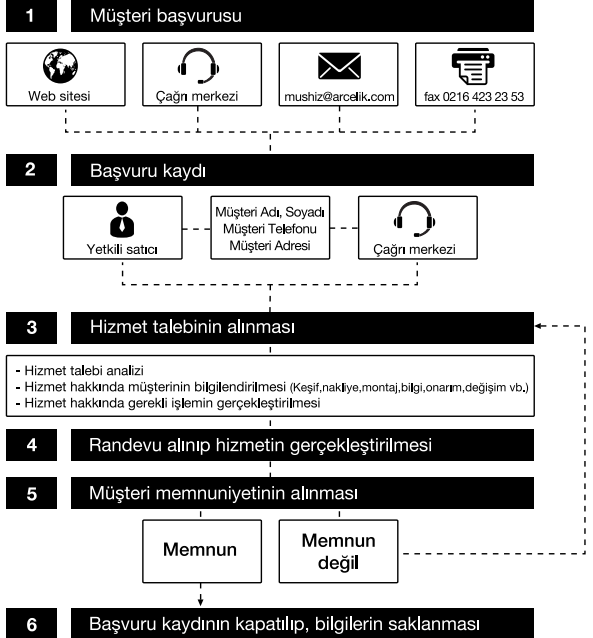 1 Müşteri başvurusu
Web sitesi
Çağrı merkezi
mushiz@arcelik.com
fax 0216 423 23 53
2 Başvuru kaydı
Yetkili satıcı
Müşteri Adı, Soyadı
Müşteri Telefonu
Müşteri Adresi
Çağrı merkezi
3 Hizmet talebinin alınması
- Hizmet talebi analizi
- Hizmet hakkında müşterinin bilgilendirilmesi (Keşif,nakliye,montaj,bilgi,onarım,değişim vb.)
- Hizmet hakkında gerekli işlemin gerçekleştirilmesi
4 Randevu alınıp hizmetin gerçekleştirilmesi
5 Müşteri memnuniyetinin alınması
Memnun
Memnun
değil
6 Başvuru kaydının kapatılıp, bilgilerin saklanması